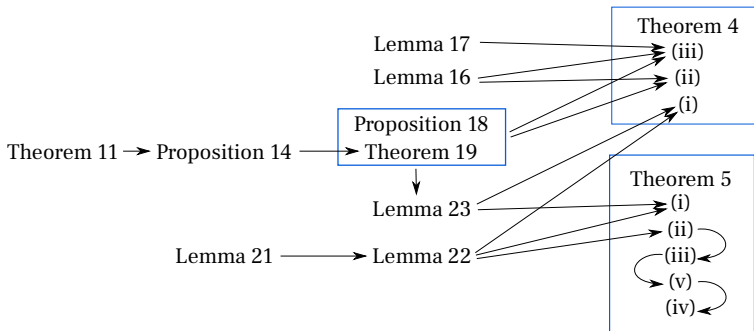 Theorem 4
Lemma 17
(iii)
Lemma 16
(ii)
(i)
Proposition 18
Theorem 11
Proposition 14
Theorem 19
Theorem 5
Lemma 23
(i)
(ii)
Lemma 21
Lemma 22
(iii)
(v)
(iv)